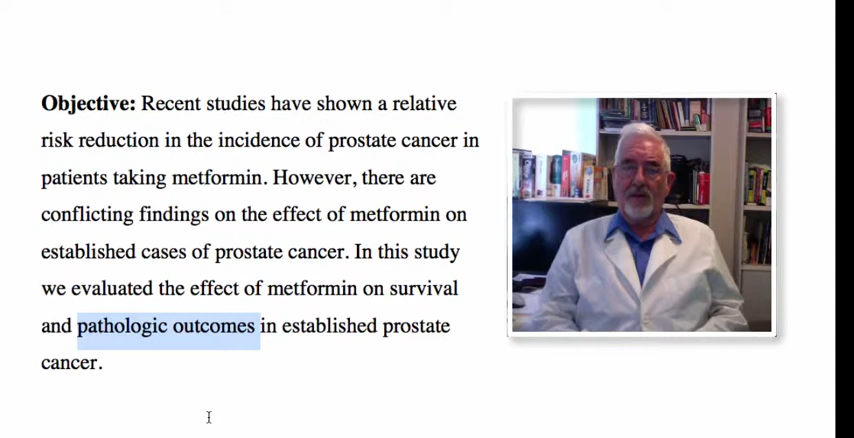 Objective: Recent studies have shown a relative
risk reduction in the incidence of prostate cancer in
patients taking metformin. However, there are
conflicting findings on the effect of metformin on
established cases of prostate cancer. In this study
we evaluated the effect of metformin on survival
and pathologic outcomes in established prostate
cancer.